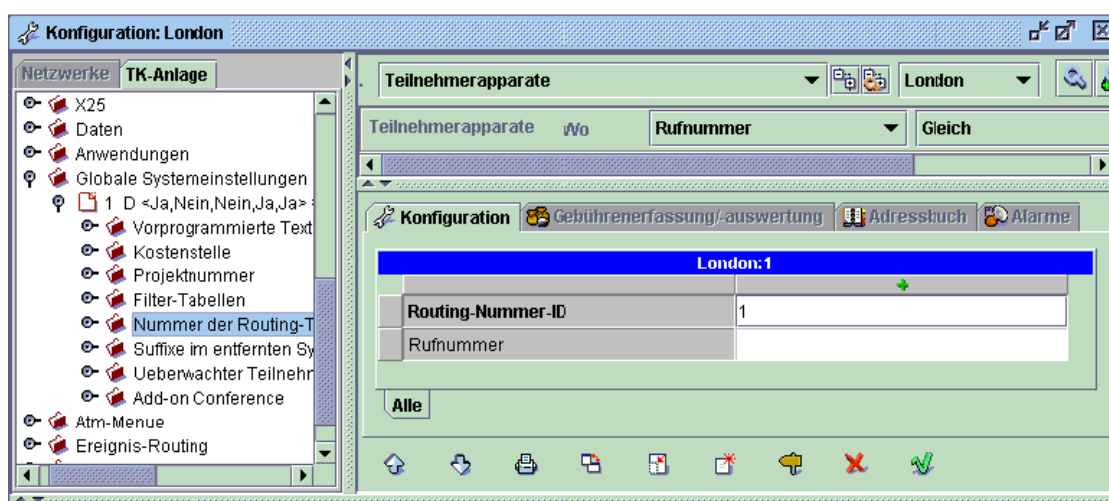 Konfiguration: London
Netzwerke
TK-Anlage
X25
Daten
Anwendungen
Globale Systemeinstellungen
1 D <Ja,Nein,Nein,Ja,Ja>
Vorprogrammierte Text
Kostenstelle
Projektnummer
Filter-Tabellen
Nummer der Routing-T
Suffixe im entfernten Sy
Ueberwachter Teilnehr
Add-on Conference
Atm-Menue
Ereignis-Routing
Teilnehmerapparate
London
Teilnehmerapparate Wo Rufnummer Gleich
Konfiguration
Gebührenerfassung/-auswertung
Adressbuch
Alarme
London:1
Routing-Nummer-ID 1
Rufnummer
Alle